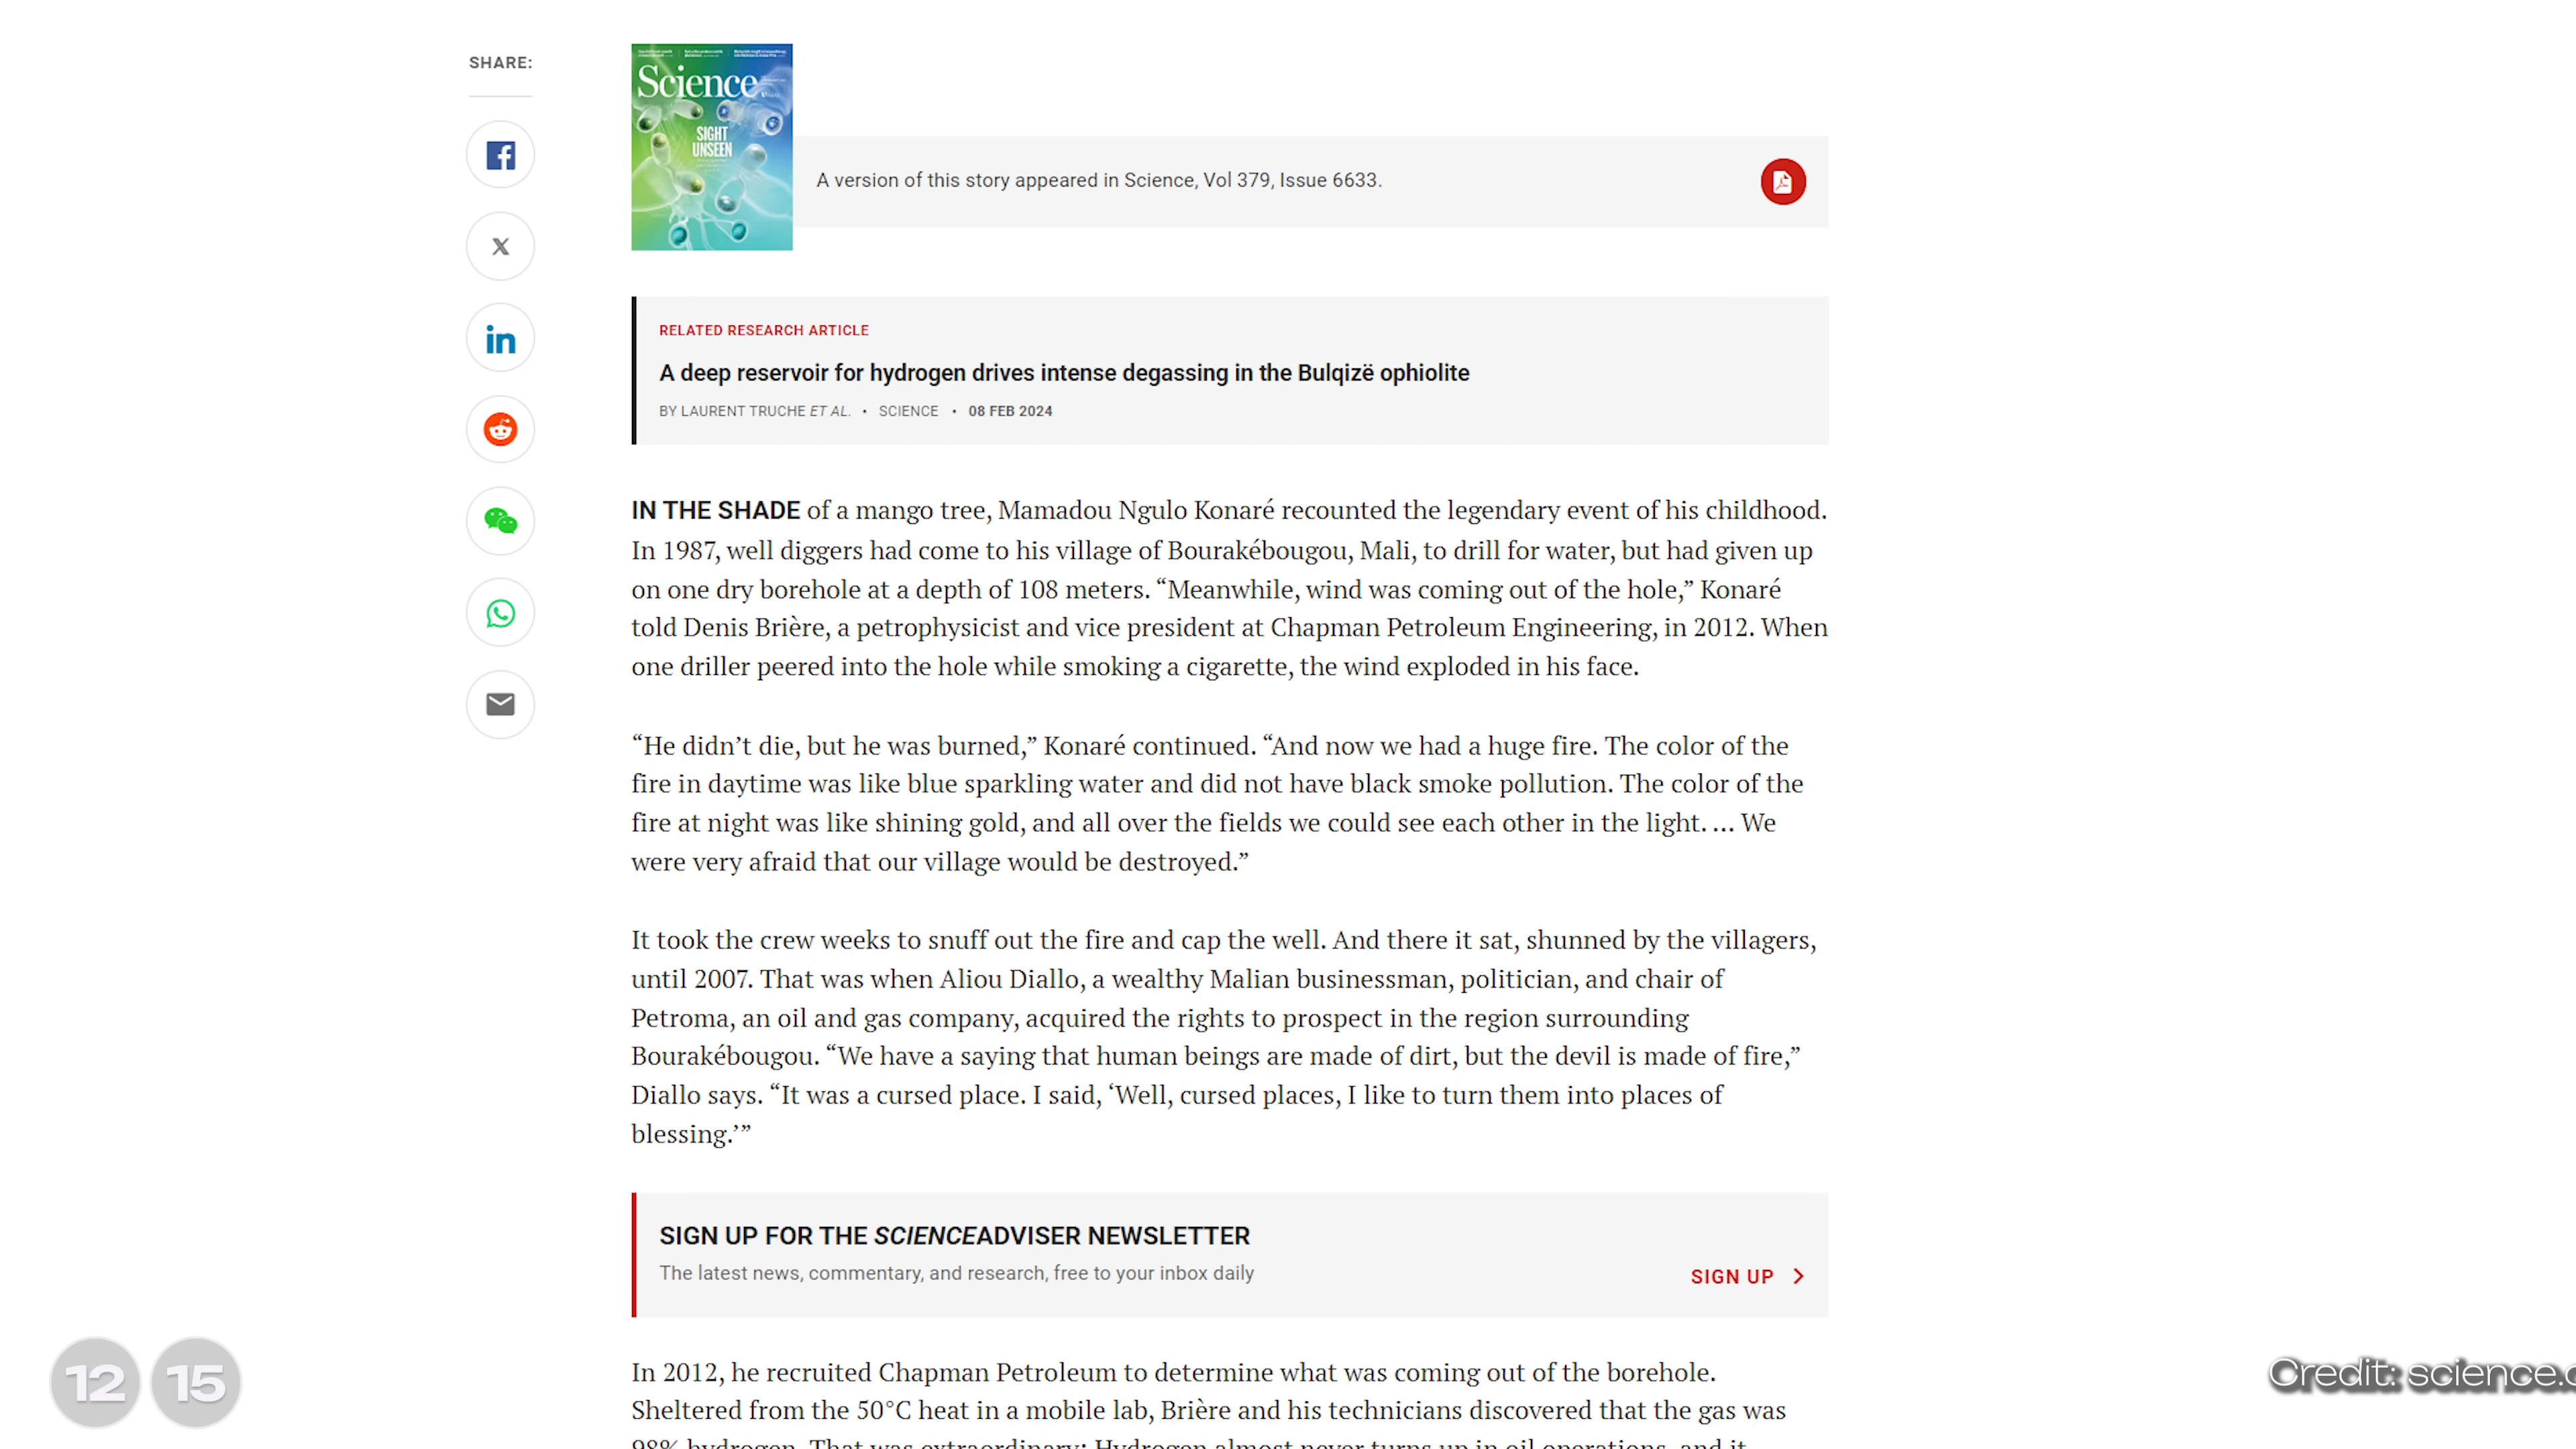 SHARE:
Science
SIGHT
UNSEEN
A version of this story appeared in Science, Vol 379, Issue 6633.
RELATED RESEARCH ARTICLE
A deep reservoir for hydrogen drives intense degassing in the Bulqizë ophiolite
BY LAURENT TRUCHE ET AL. • SCIENCE • 08 FEB 2024
IN THE SHADE of a mango tree, Mamadou Ngulo Konaré recounted the legendary event of his childhood.
In 1987, well diggers had come to his village of Bourakébougou, Mali, to drill for water, but had given up
on one dry borehole at a depth of 108 meters. “Meanwhile, wind was coming out of the hole,” Konaré
told Denis Brière, a petrophysicist and vice president at Chapman Petroleum Engineering, in 2012. When
one driller peered into the hole while smoking a cigarette, the wind exploded in his face.
“He didn’t die, but he was burned,” Konaré continued. “And now we had a huge fire. The color of the
fire in daytime was like blue sparkling water and did not have black smoke pollution. The color of the
fire at night was like shining gold, and all over the fields we could see each other in the light. … We
were very afraid that our village would be destroyed.”
It took the crew weeks to snuff out the fire and cap the well. And there it sat, shunned by the villagers,
until 2007. That was when Aliou Diallo, a wealthy Malian businessman, politician, and chair of
Petroma, an oil and gas company, acquired the rights to prospect in the region surrounding
Bourakébougou. “We have a saying that human beings are made of dirt, but the devil is made of fire,”
Diallo says. “It was a cursed place. I said, ‘Well, cursed places, I like to turn them into places of
blessing.’”
SIGN UP FOR THE SCIENCEADVISER NEWSLETTER
The latest news, commentary, and research, free to your inbox daily
SIGN UP
In 2012, he recruited Chapman Petroleum to determine what was coming out of the borehole.
Sheltered from the 50°C heat in a mobile lab, Brière and his technicians discovered that the gas was
98% hydrogen. That was extraordinary: Hydrogen almost never turns up in oil operations, and it
12 15
Credit: science.